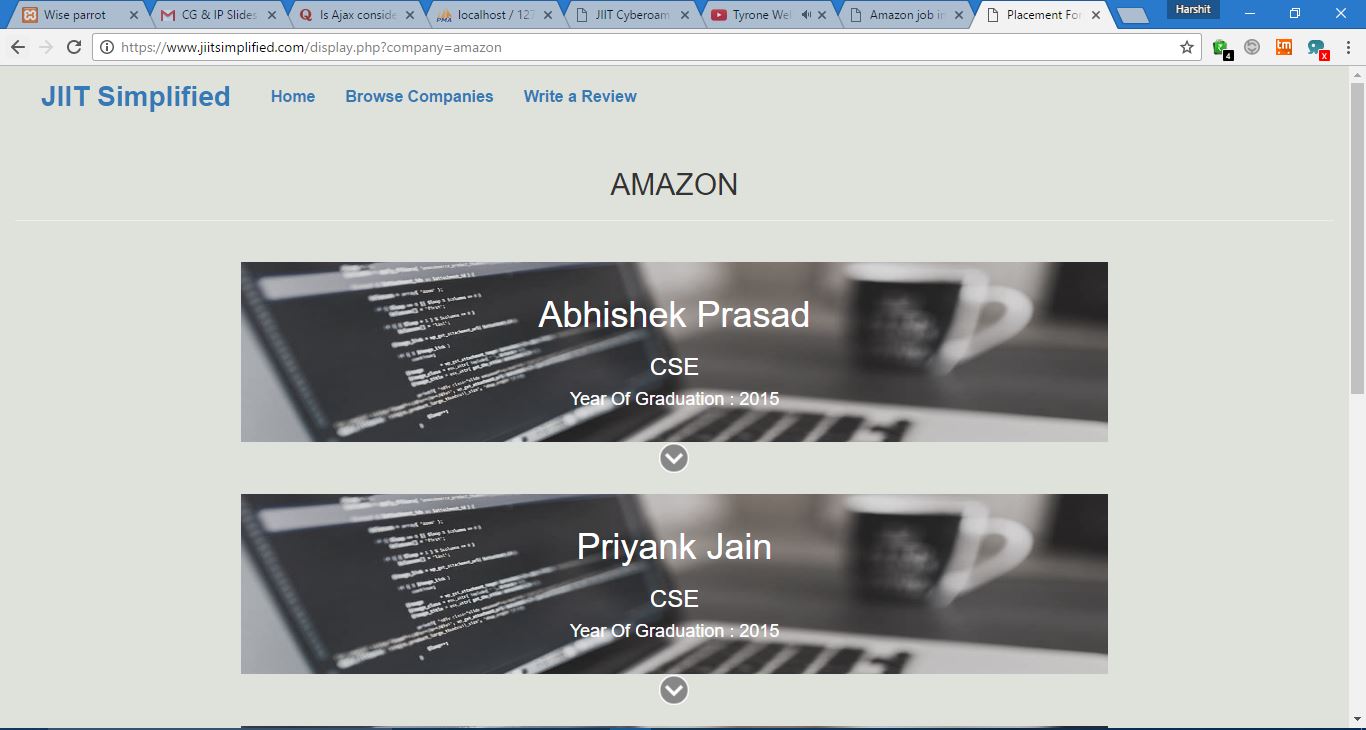 Wise parrot
CG & IP Slides
Is Ajax conside
localhost / 127
JIIT Cyberoam
Tyrone Wel
Amazon job in
Placement For
Harshit
https://www.jiitsimplified.com/display.php?company=amazon
4
tm
x
JIIT Simplified
Home
Browse Companies
Write a Review
AMAZON
Abhishek Prasad
CSE
Year Of Graduation : 2015
Priyank Jain
CSE
Year Of Graduation : 2015